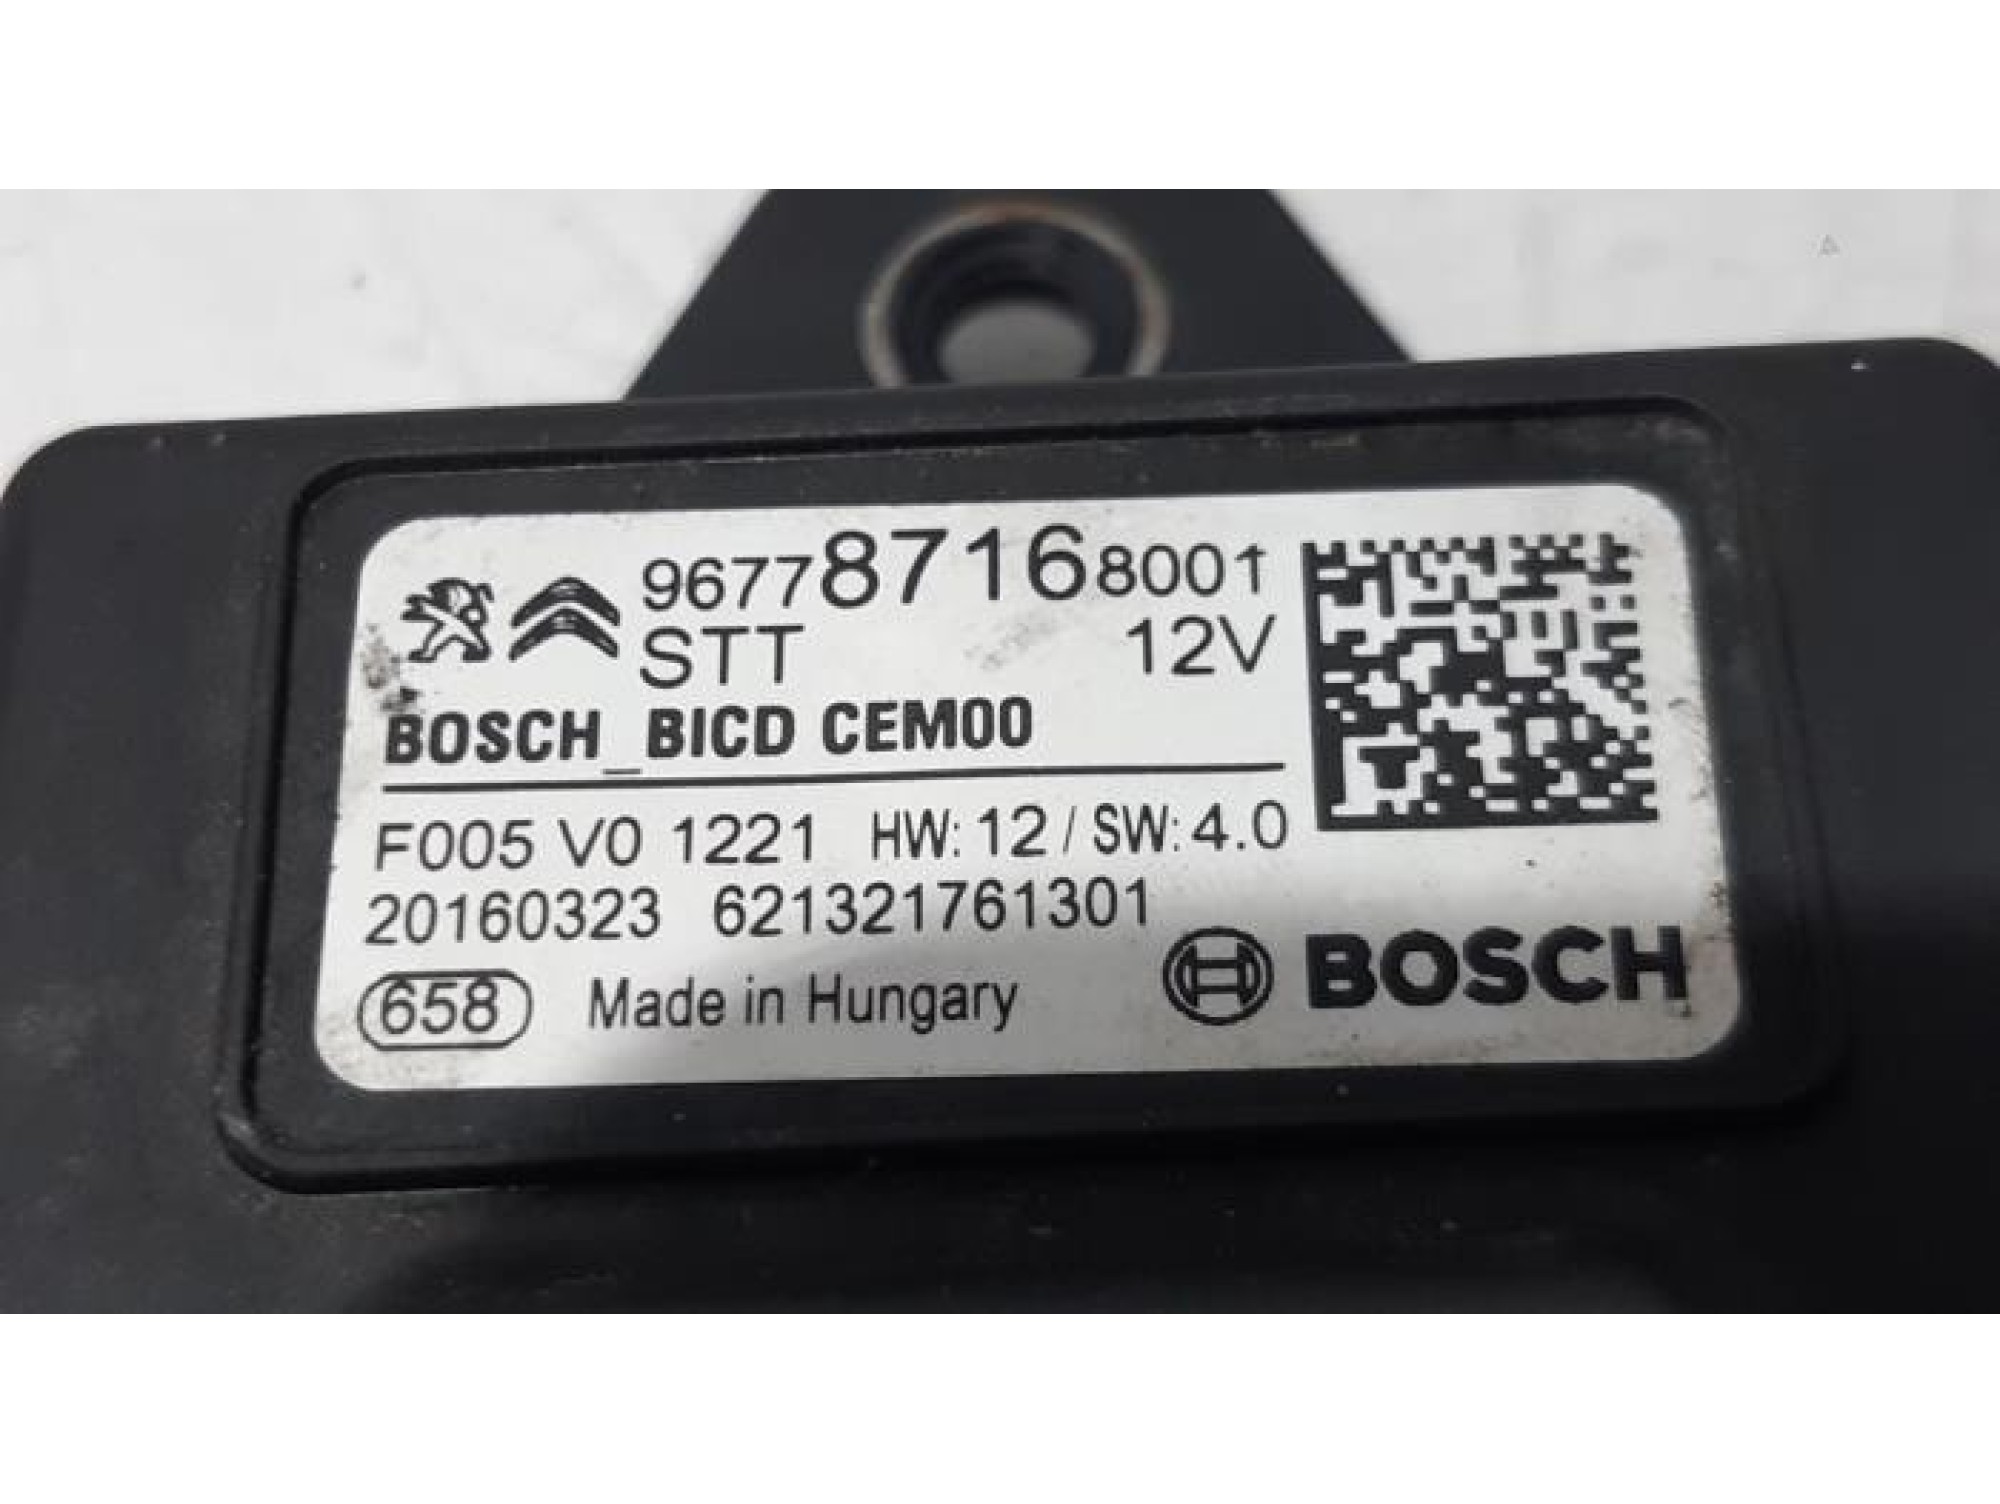 967787168001
STT 12V
BOSCH_BICD CEM00
F005 V0 1221 HW: 12 / SW: 4.0
20160323 621321761301
658 Made in Hungary BOSCH